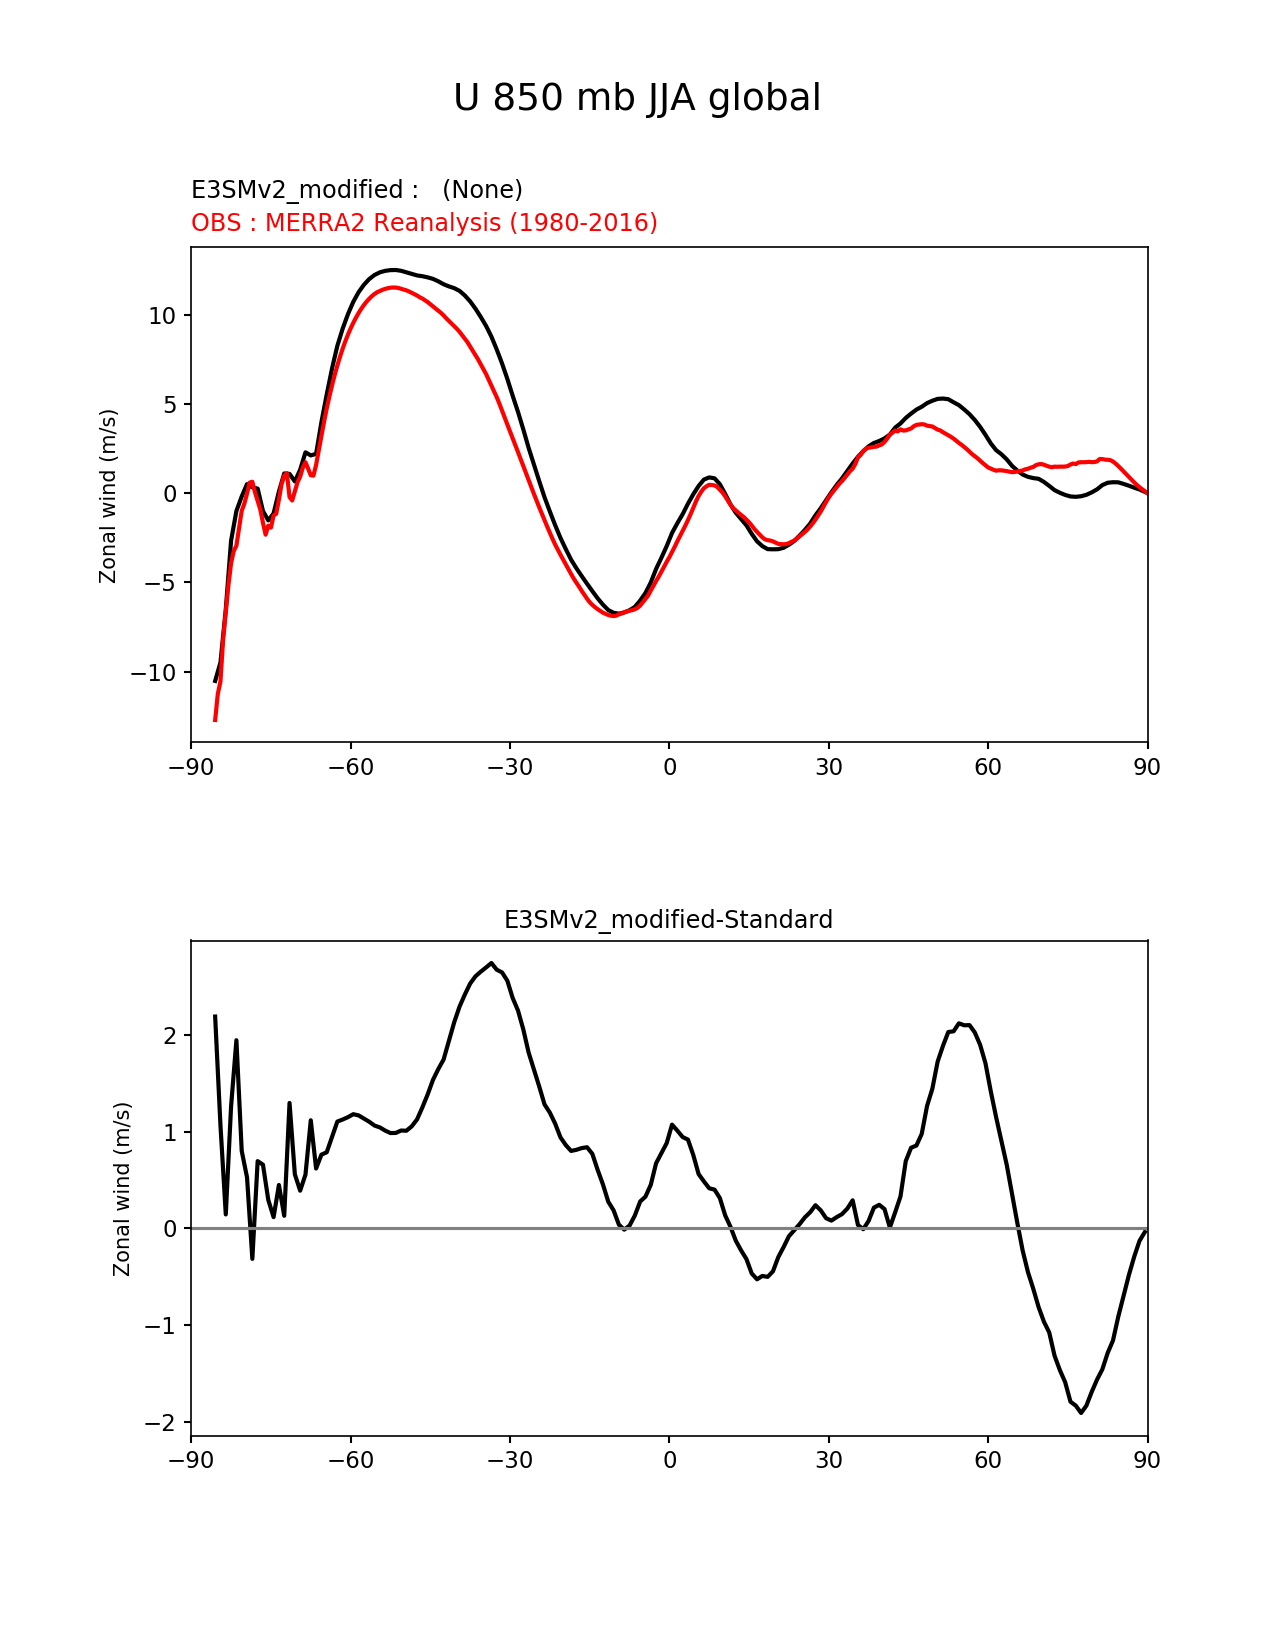 U 850 mb JJA global
E3SMv2_modified :   (None)
OBS : MERRA2 Reanalysis (1980-2016)
10
5
0
−5
−10
Zonal wind (m/s)
−90 −60 −30 0 30 60 90
E3SMv2_modified-Standard
2
1
0
−1
−2
Zonal wind (m/s)
−90 −60 −30 0 30 60 90